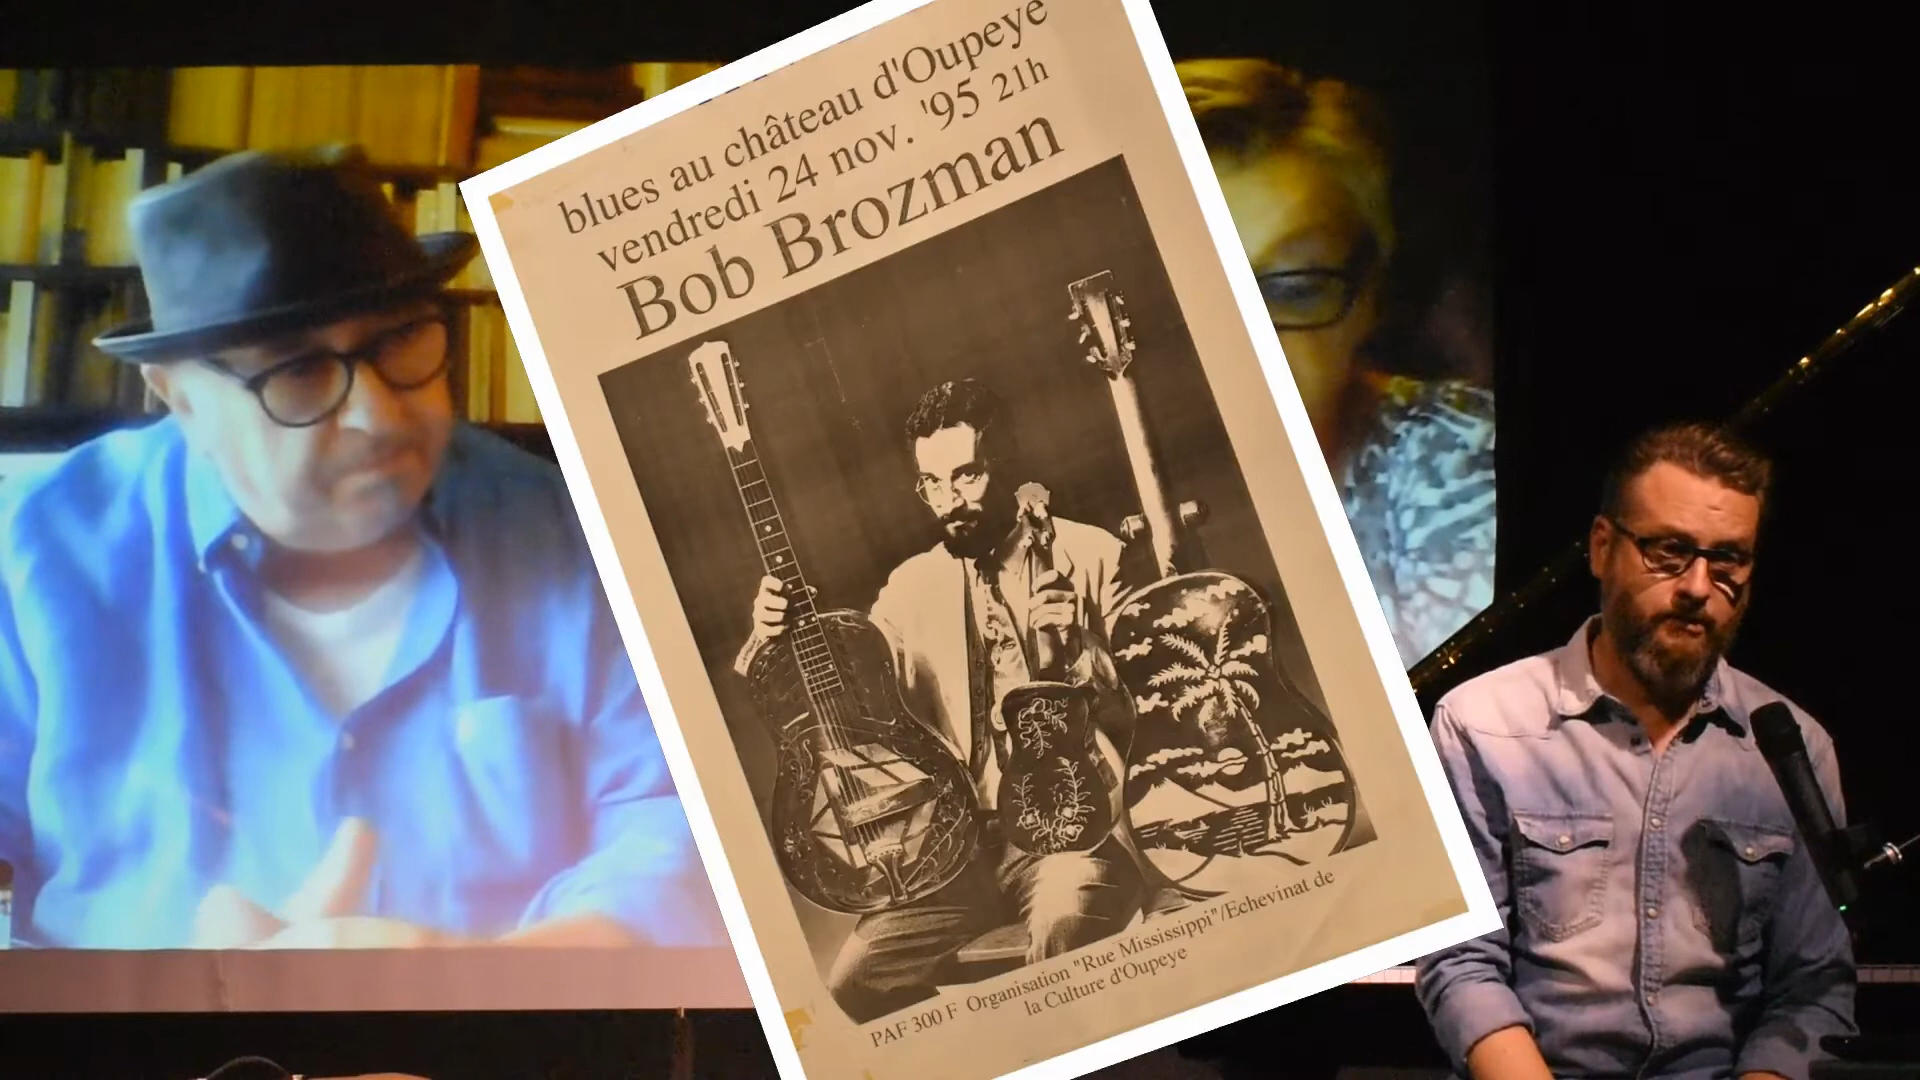 blues au château d'Oupeye
vendredi 24 nov. '95 21h
Bob Brozman
PAF 300 F Organisation "Rue Mississippi"/Echevinat de
la Culture d'Oupeye